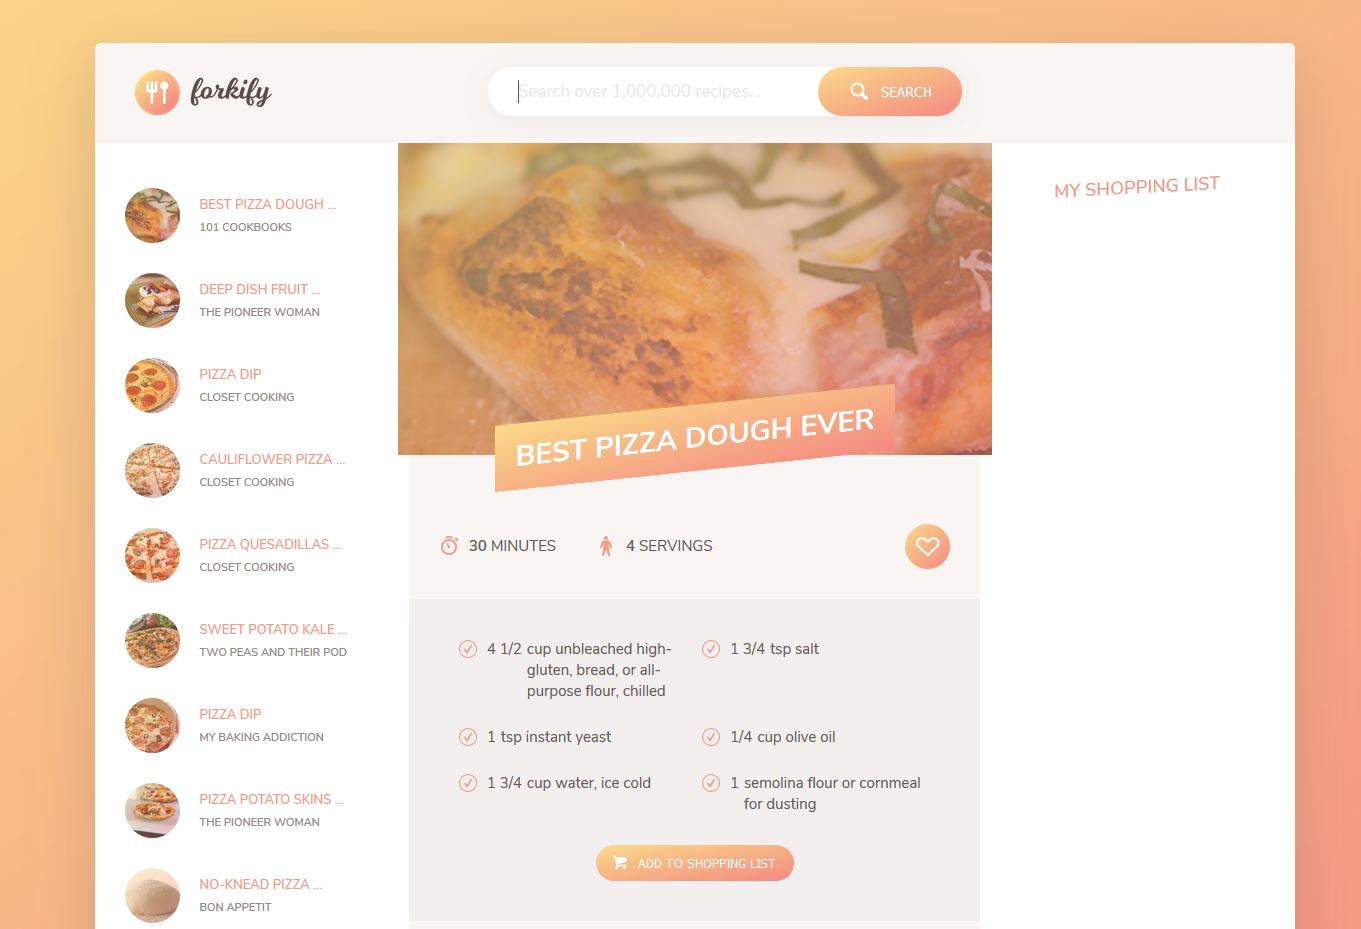 forkify
Search over 1,000,000 recipes...
SEARCH
BEST PIZZA DOUGH ...
101 COOKBOOKS
DEEP DISH FRUIT ...
THE PIONEER WOMAN
PIZZA DIP
CLOSET COOKING
CAULIFLOWER PIZZA ...
CLOSET COOKING
PIZZA QUESADILLAS ...
CLOSET COOKING
SWEET POTATO KALE ...
TWO PEAS AND THEIR POD
PIZZA DIP
MY BAKING ADDICTION
PIZZA POTATO SKINS ...
THE PIONEER WOMAN
NO-KNEAD PIZZA ...
BON APPETIT
BEST PIZZA DOUGH EVER
30 MINUTES
4 SERVINGS
4 1/2 cup unbleached high-
gluten, bread, or all-
purpose flour, chilled
1 3/4 tsp salt
1 tsp instant yeast
1/4 cup olive oil
1 3/4 cup water, ice cold
1 semolina flour or cornmeal
for dusting
ADD TO SHOPPING LIST
MY SHOPPING LIST